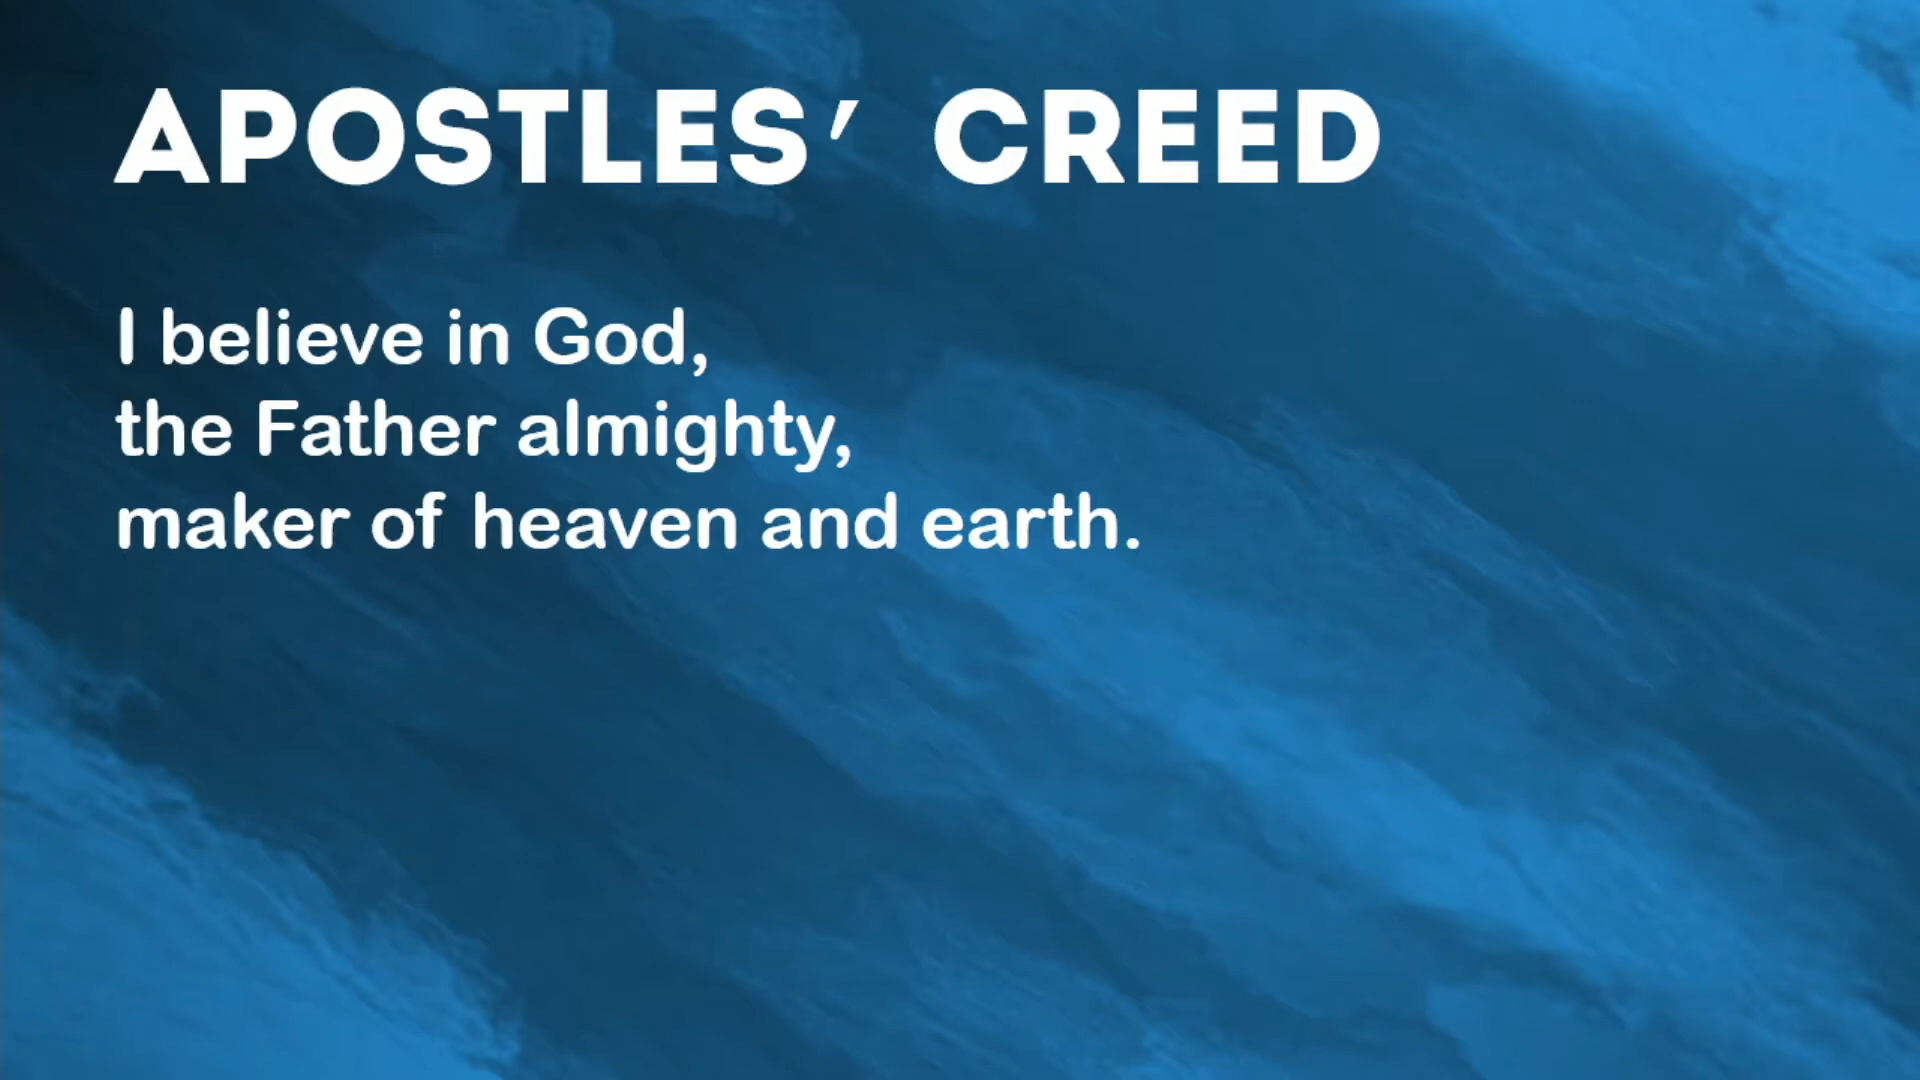 APOSTLES’ CREED
I believe in God,
the Father almighty,
maker of heaven and earth.